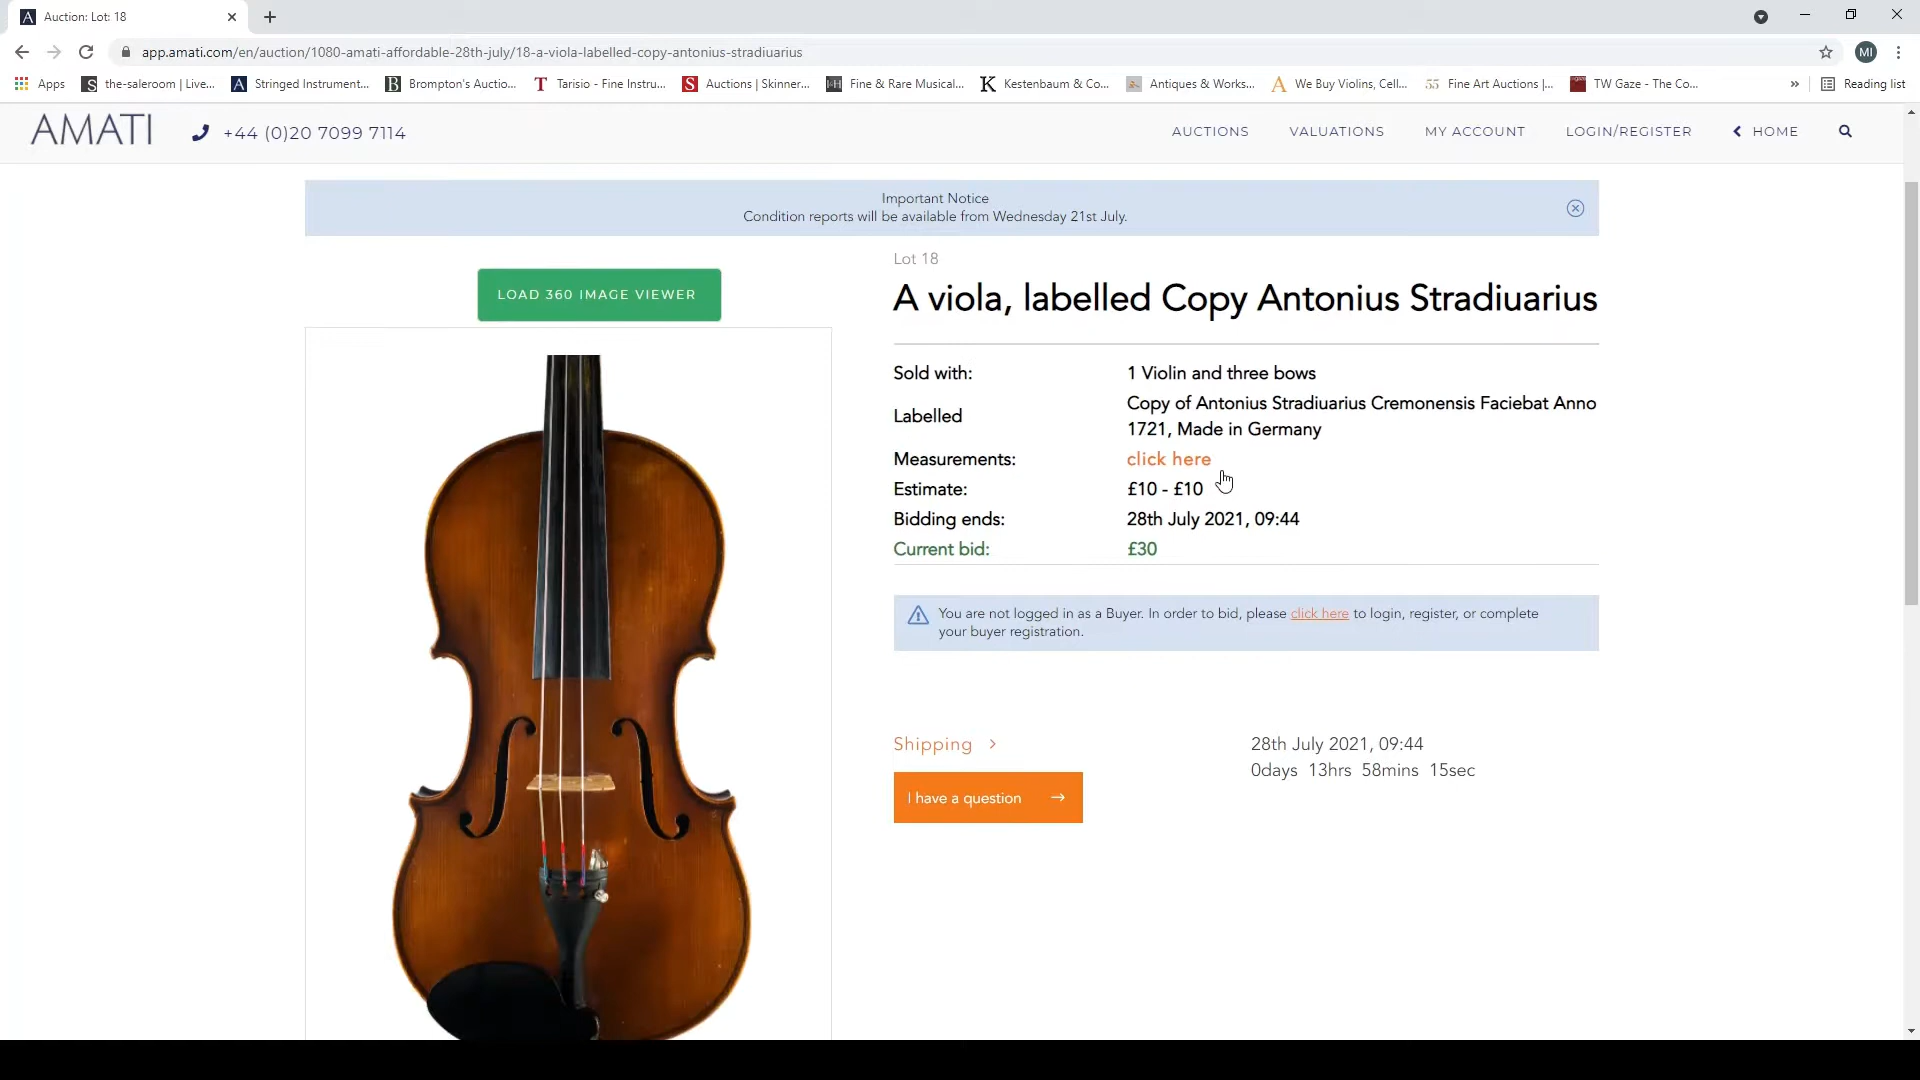 Auction: Lot: 18
app.amati.com/en/auction/1080-amati-affordable-28th-july/18-a-viola-labelled-copy-antonius-stradiuarius
MI
Apps
the-saleroom | Live...
Stringed Instrument...
Brompton's Auctio...
Tarisio - Fine Instru...
Auctions | Skinner...
Fine & Rare Musical...
Kestenbaum & Co...
Antiques & Works...
We Buy Violins, Cell...
Fine Art Auctions |...
TW Gaze - The Co...
»
Reading list
AMATI
+44 (0)20 7099 7114
AUCTIONS
VALUATIONS
MY ACCOUNT
LOGIN/REGISTER
HOME
Important Notice
Condition reports will be available from Wednesday 21st July.
LOAD 360 IMAGE VIEWER
Lot 18
A viola, labelled Copy Antonius Stradiuarius
Sold with: 1 Violin and three bows
Labelled Copy of Antonius Stradiuarius Cremonensis Faciebat Anno
1721, Made in Germany
Measurements: click here
Estimate: £10 - £10
Bidding ends: 28th July 2021, 09:44
Current bid: £30
You are not logged in as a Buyer. In order to bid, please click here to login, register, or complete
your buyer registration.
Shipping >
28th July 2021, 09:44
0days 13hrs 58mins 15sec
I have a question →